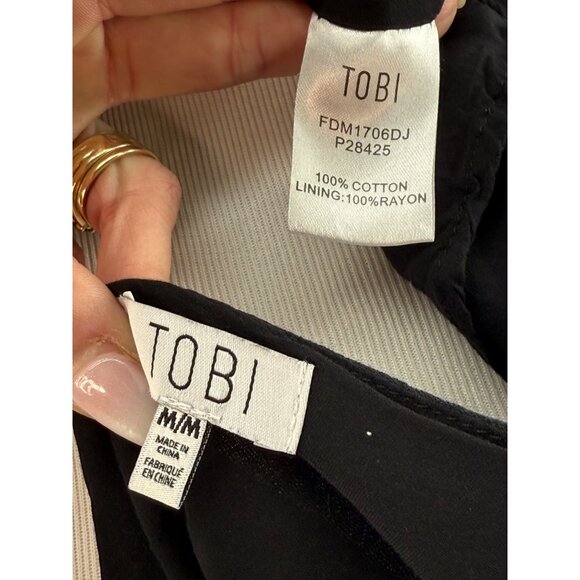 TOBI
FDM1706DJ
P28425
100% COTTON
LINING:100%RAYON
TOBI
M/M
MADE IN
CHINA
FABRIQUÉ
EN CHINE